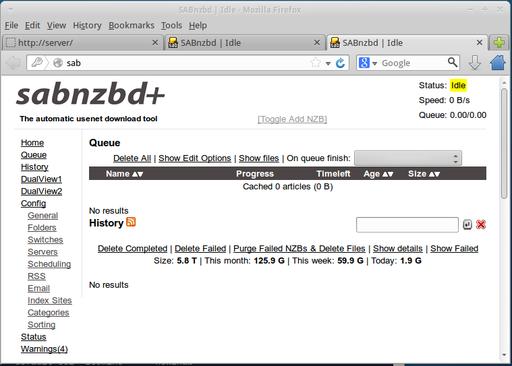 SABnzbd | Idle - Mozilla Firefox
File Edit View History Bookmarks Tools Help
http://server/ SABnzbd | Idle SABnzbd | Idle
sab Google
sabnzbd+
The automatic usenet download tool
[Toggle Add NZB]
Status: Idle
Speed: 0 B/s
Queue: 0.00/0.00
Home
Queue
History
DualView1
DualView2
Config
General
Folders
Switches
Servers
Scheduling
RSS
Email
Index Sites
Categories
Sorting
Status
Warnings(4)
Queue
Delete All | Show Edit Options | Show files | On queue finish:
Name ▲▼ Progress Timeleft Age ▲▼ Size ▲▼
Cached 0 articles (0 B)
No results
History
Delete Completed | Delete Failed | Purge Failed NZBs & Delete Files | Show details | Show Failed
Size: 5.8 T | This month: 125.9 G | This week: 59.9 G | Today: 1.9 G
No results